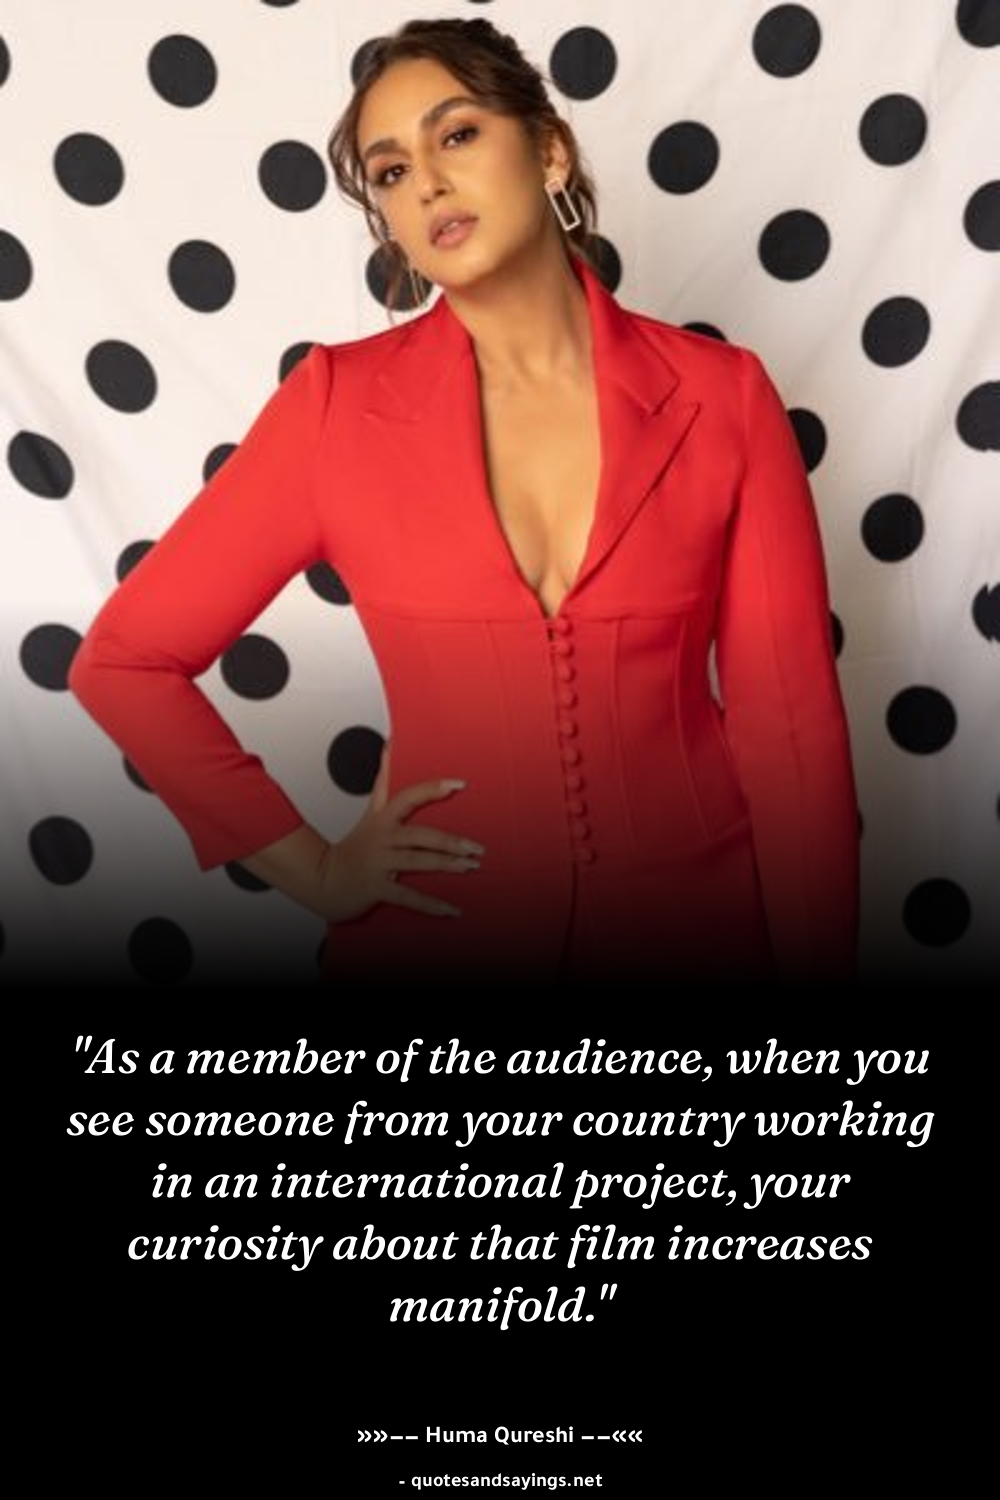 "As a member of the audience, when you
see someone from your country working
in an international project, your
curiosity about that film increases
manifold."
»»−− Huma Qureshi −−««
- quotesandsayings.net